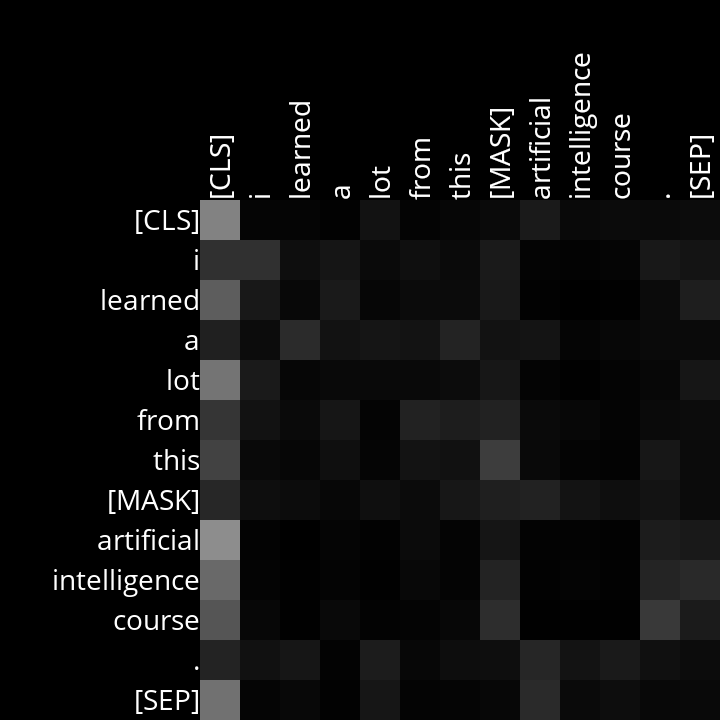 [CLS]
i
learned
a
lot
from
this
[MASK]
artificial
intelligence
course
.
[SEP]
[CLS]
i
learned
a
lot
from
this
[MASK]
artificial
intelligence
course
.
[SEP]